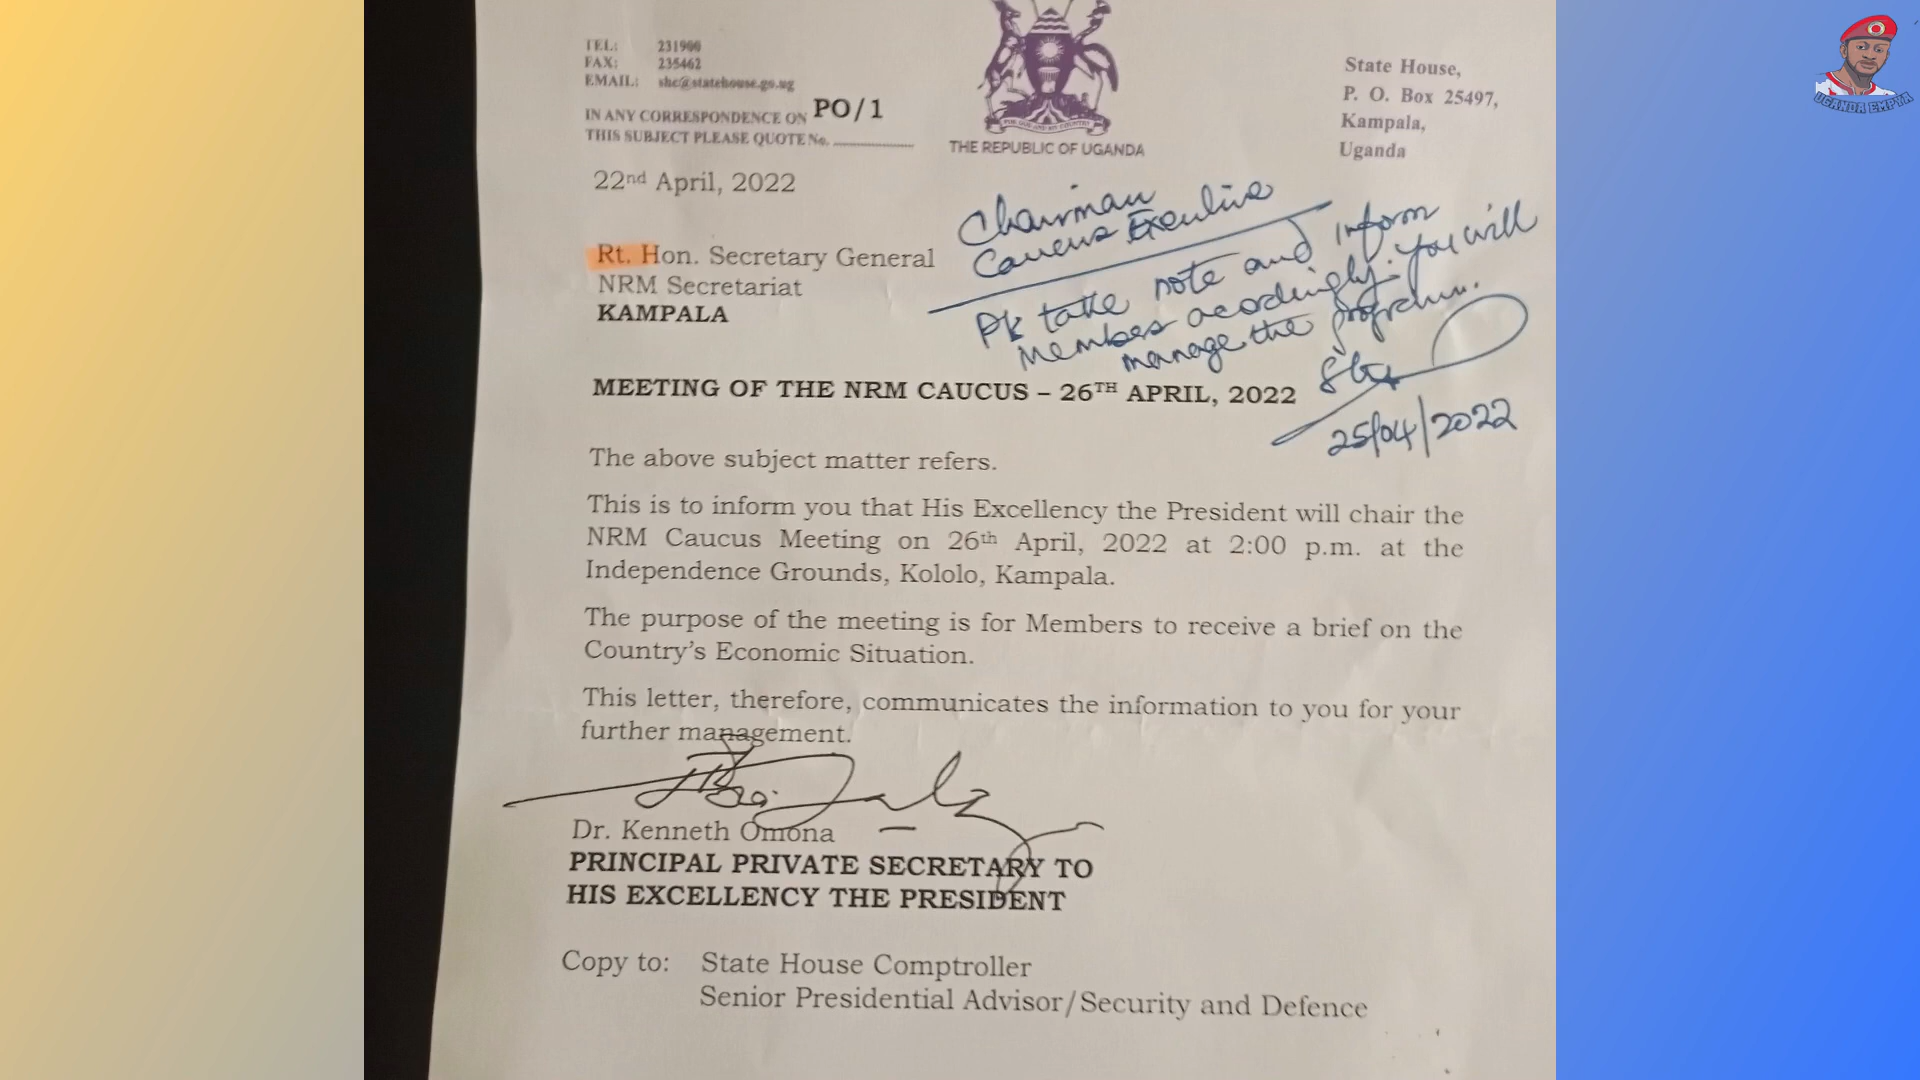 TEL: 231900
FAX: 235462
EMAIL: shc@statehouse.go.ug
IN ANY CORRESPONDENCE ON
THIS SUBJECT PLEASE QUOTE No. PO/1
FOR GOD AND MY COUNTRY
THE REPUBLIC OF UGANDA
State House,
P. O. Box 25497,
Kampala,
Uganda
UGANDA EMPYA
22nd April, 2022
Rt. Hon. Secretary General
NRM Secretariat
KAMPALA
Chairman
Caucus Executive
take note and inform
Members accordingly. You will
manage the
25/04/2022
MEETING OF THE NRM CAUCUS – 26TH APRIL, 2022
The above subject matter refers.
This is to inform you that His Excellency the President will chair the
NRM Caucus Meeting on 26th April, 2022 at 2:00 p.m. at the
Independence Grounds, Kololo, Kampala.
The purpose of the meeting is for Members to receive a brief on the
Country's Economic Situation.
This letter, therefore, communicates the information to you for your
further management.
Dr. Kenneth Omona
PRINCIPAL PRIVATE SECRETARY TO
HIS EXCELLENCY THE PRESIDENT
Copy to: State House Comptroller
Senior Presidential Advisor/Security and Defence